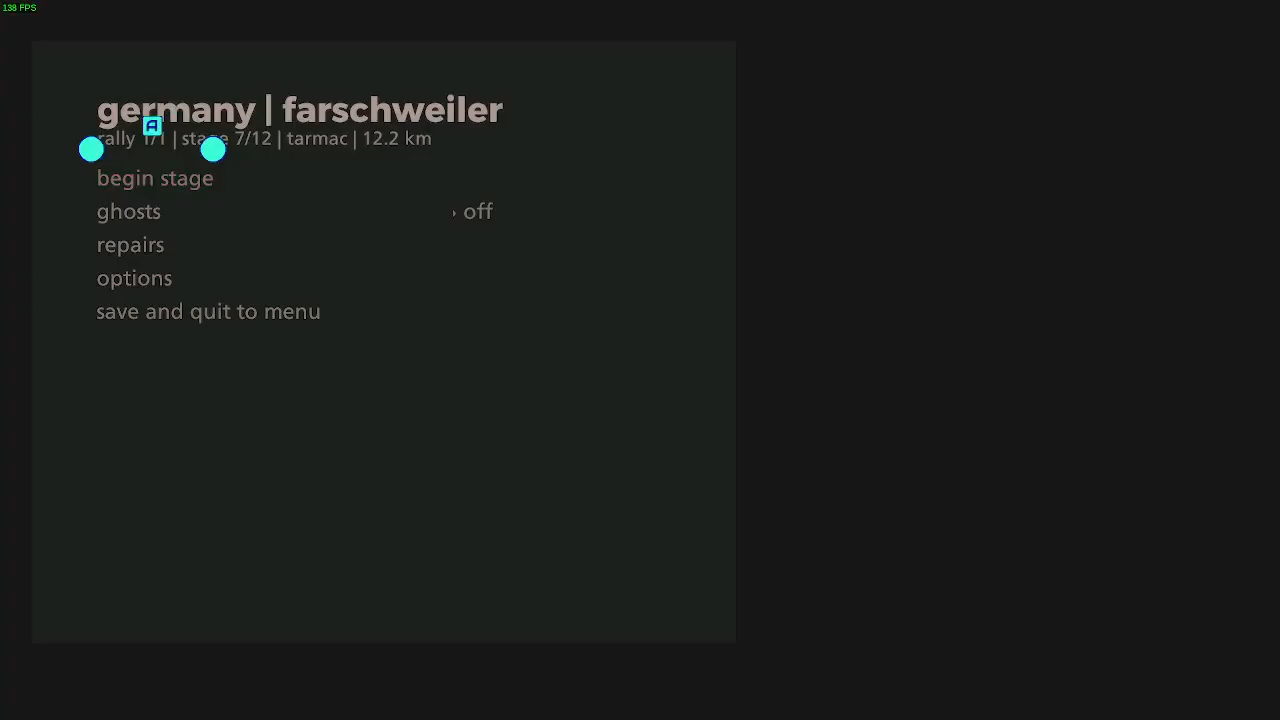 138 FPS
germany | farschweiler
A
rally 1/1 | stage 7/12 | tarmac | 12.2 km
begin stage
ghosts › off
repairs
options
save and quit to menu